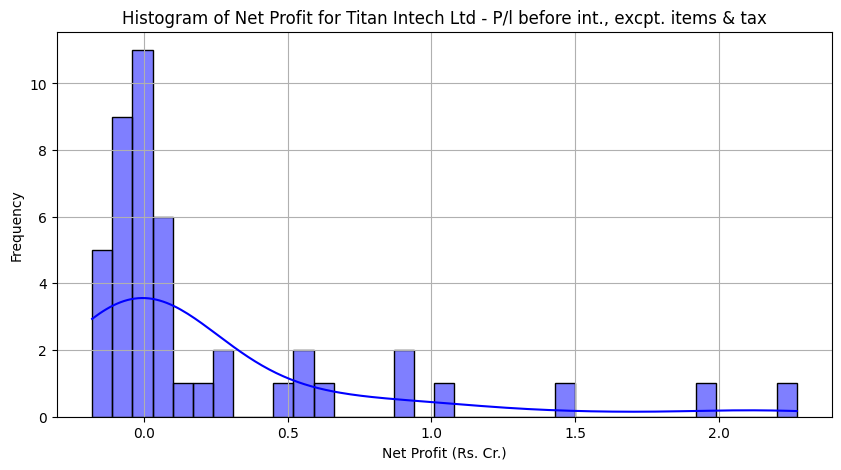 Histogram of Net Profit for Titan Intech Ltd - P/l before int., excpt. items & tax
Frequency
10
8
6
4
2
0
0.0 0.5 1.0 1.5 2.0
Net Profit (Rs. Cr.)